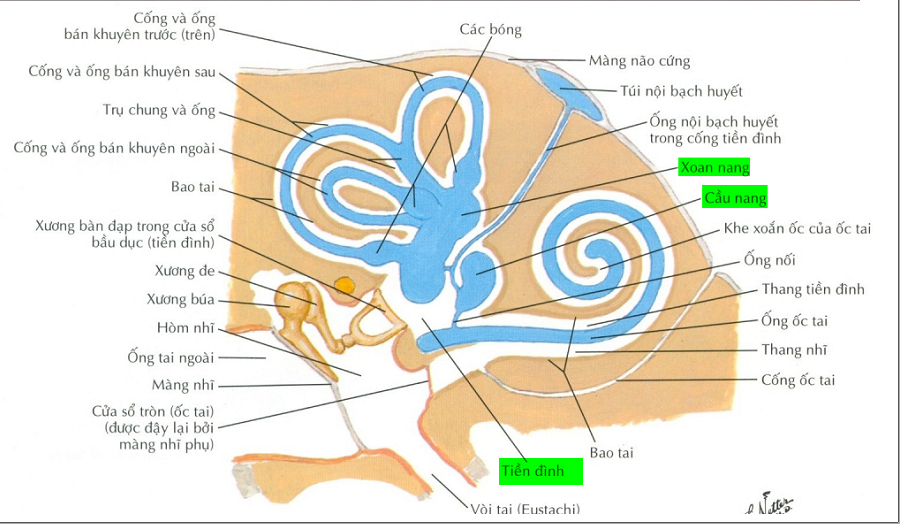 Cống và ống
bán khuyên trước (trên)
Cống và ống bán khuyên sau
Trụ chung và ống
Cống và ống bán khuyên ngoài
Bao tai
Xương bàn đạp trong cửa sổ
bầu dục (tiền đình)
Xương đe
Xương búa
Hòm nhĩ
Ống tai ngoài
Màng nhĩ
Cửa sổ tròn (ốc tai)
(được đậy lại bởi
màng nhĩ phụ)
Các bóng
Màng não cứng
Túi nội bạch huyết
Ống nội bạch huyết
trong cống tiền đình
Xoan nang
Cầu nang
Khe xoắn ốc của ốc tai
Ống nối
Thang tiền đình
Ống ốc tai
Thang nhĩ
Cống ốc tai
Bao tai
Tiền đình
Vòi tai (Eustachi)